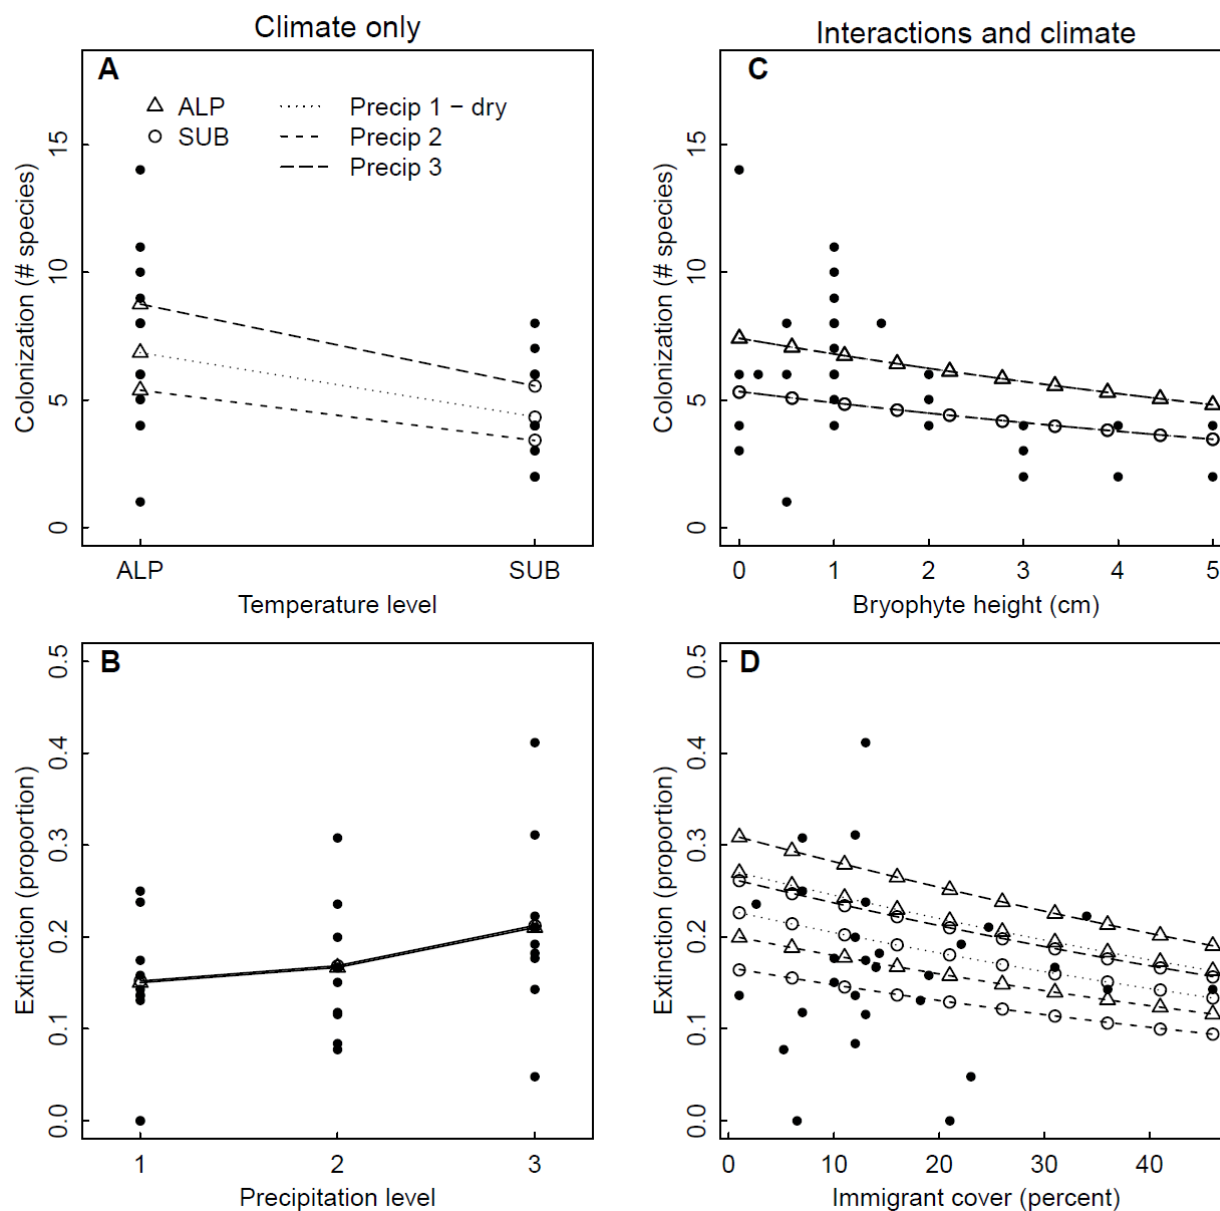 Climate only
A
ALP
SUB
Precip 1 − dry
Precip 2
Precip 3
Colonization (# species)
15
10
5
0
ALP
SUB
Temperature level
Interactions and climate
C
Colonization (# species)
15
10
5
0
0
1
2
3
4
5
Bryophyte height (cm)
B
Extinction (proportion)
0.5
0.4
0.3
0.2
0.1
0.0
1
2
3
Precipitation level
D
Extinction (proportion)
0.5
0.4
0.3
0.2
0.1
0.0
0
10
20
30
40
Immigrant cover (percent)